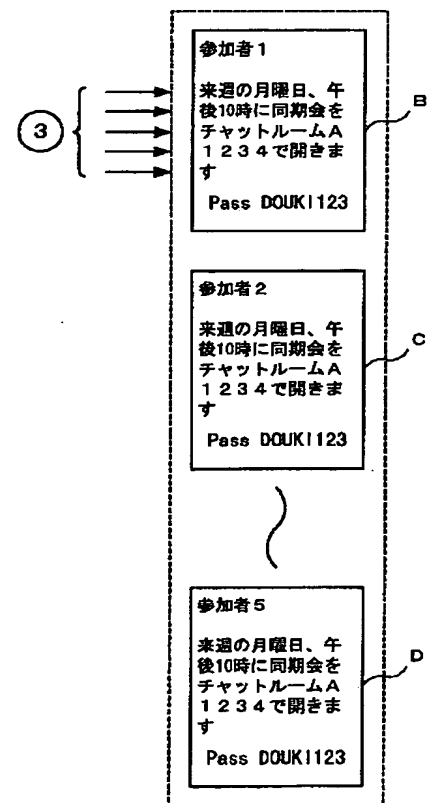 参加者1
来週の月曜日、午
後10時に同期会を
チャットルームA
1234で開きま
す
Pass DOUKI123
B
③
参加者2
来週の月曜日、午
後10時に同期会を
チャットルームA
1234で開きま
す
Pass DOUKI123
C
参加者5
来週の月曜日、午
後10時に同期会を
チャットルームA
1234で開きま
す
Pass DOUKI123
D